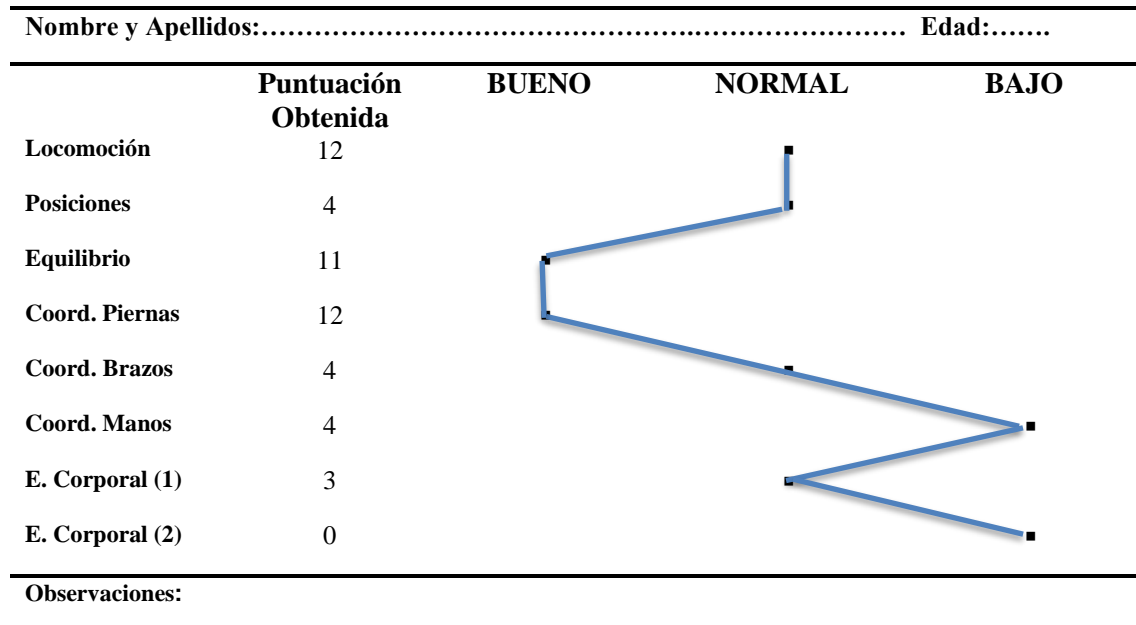 Nombre y Apellidos:…………………………………………….…………………… Edad:…….
Puntuación Obtenida BUENO NORMAL BAJO
Locomoción 12
Posiciones 4
Equilibrio 11
Coord. Piernas 12
Coord. Brazos 4
Coord. Manos 4
E. Corporal (1) 3
E. Corporal (2) 0
Observaciones: